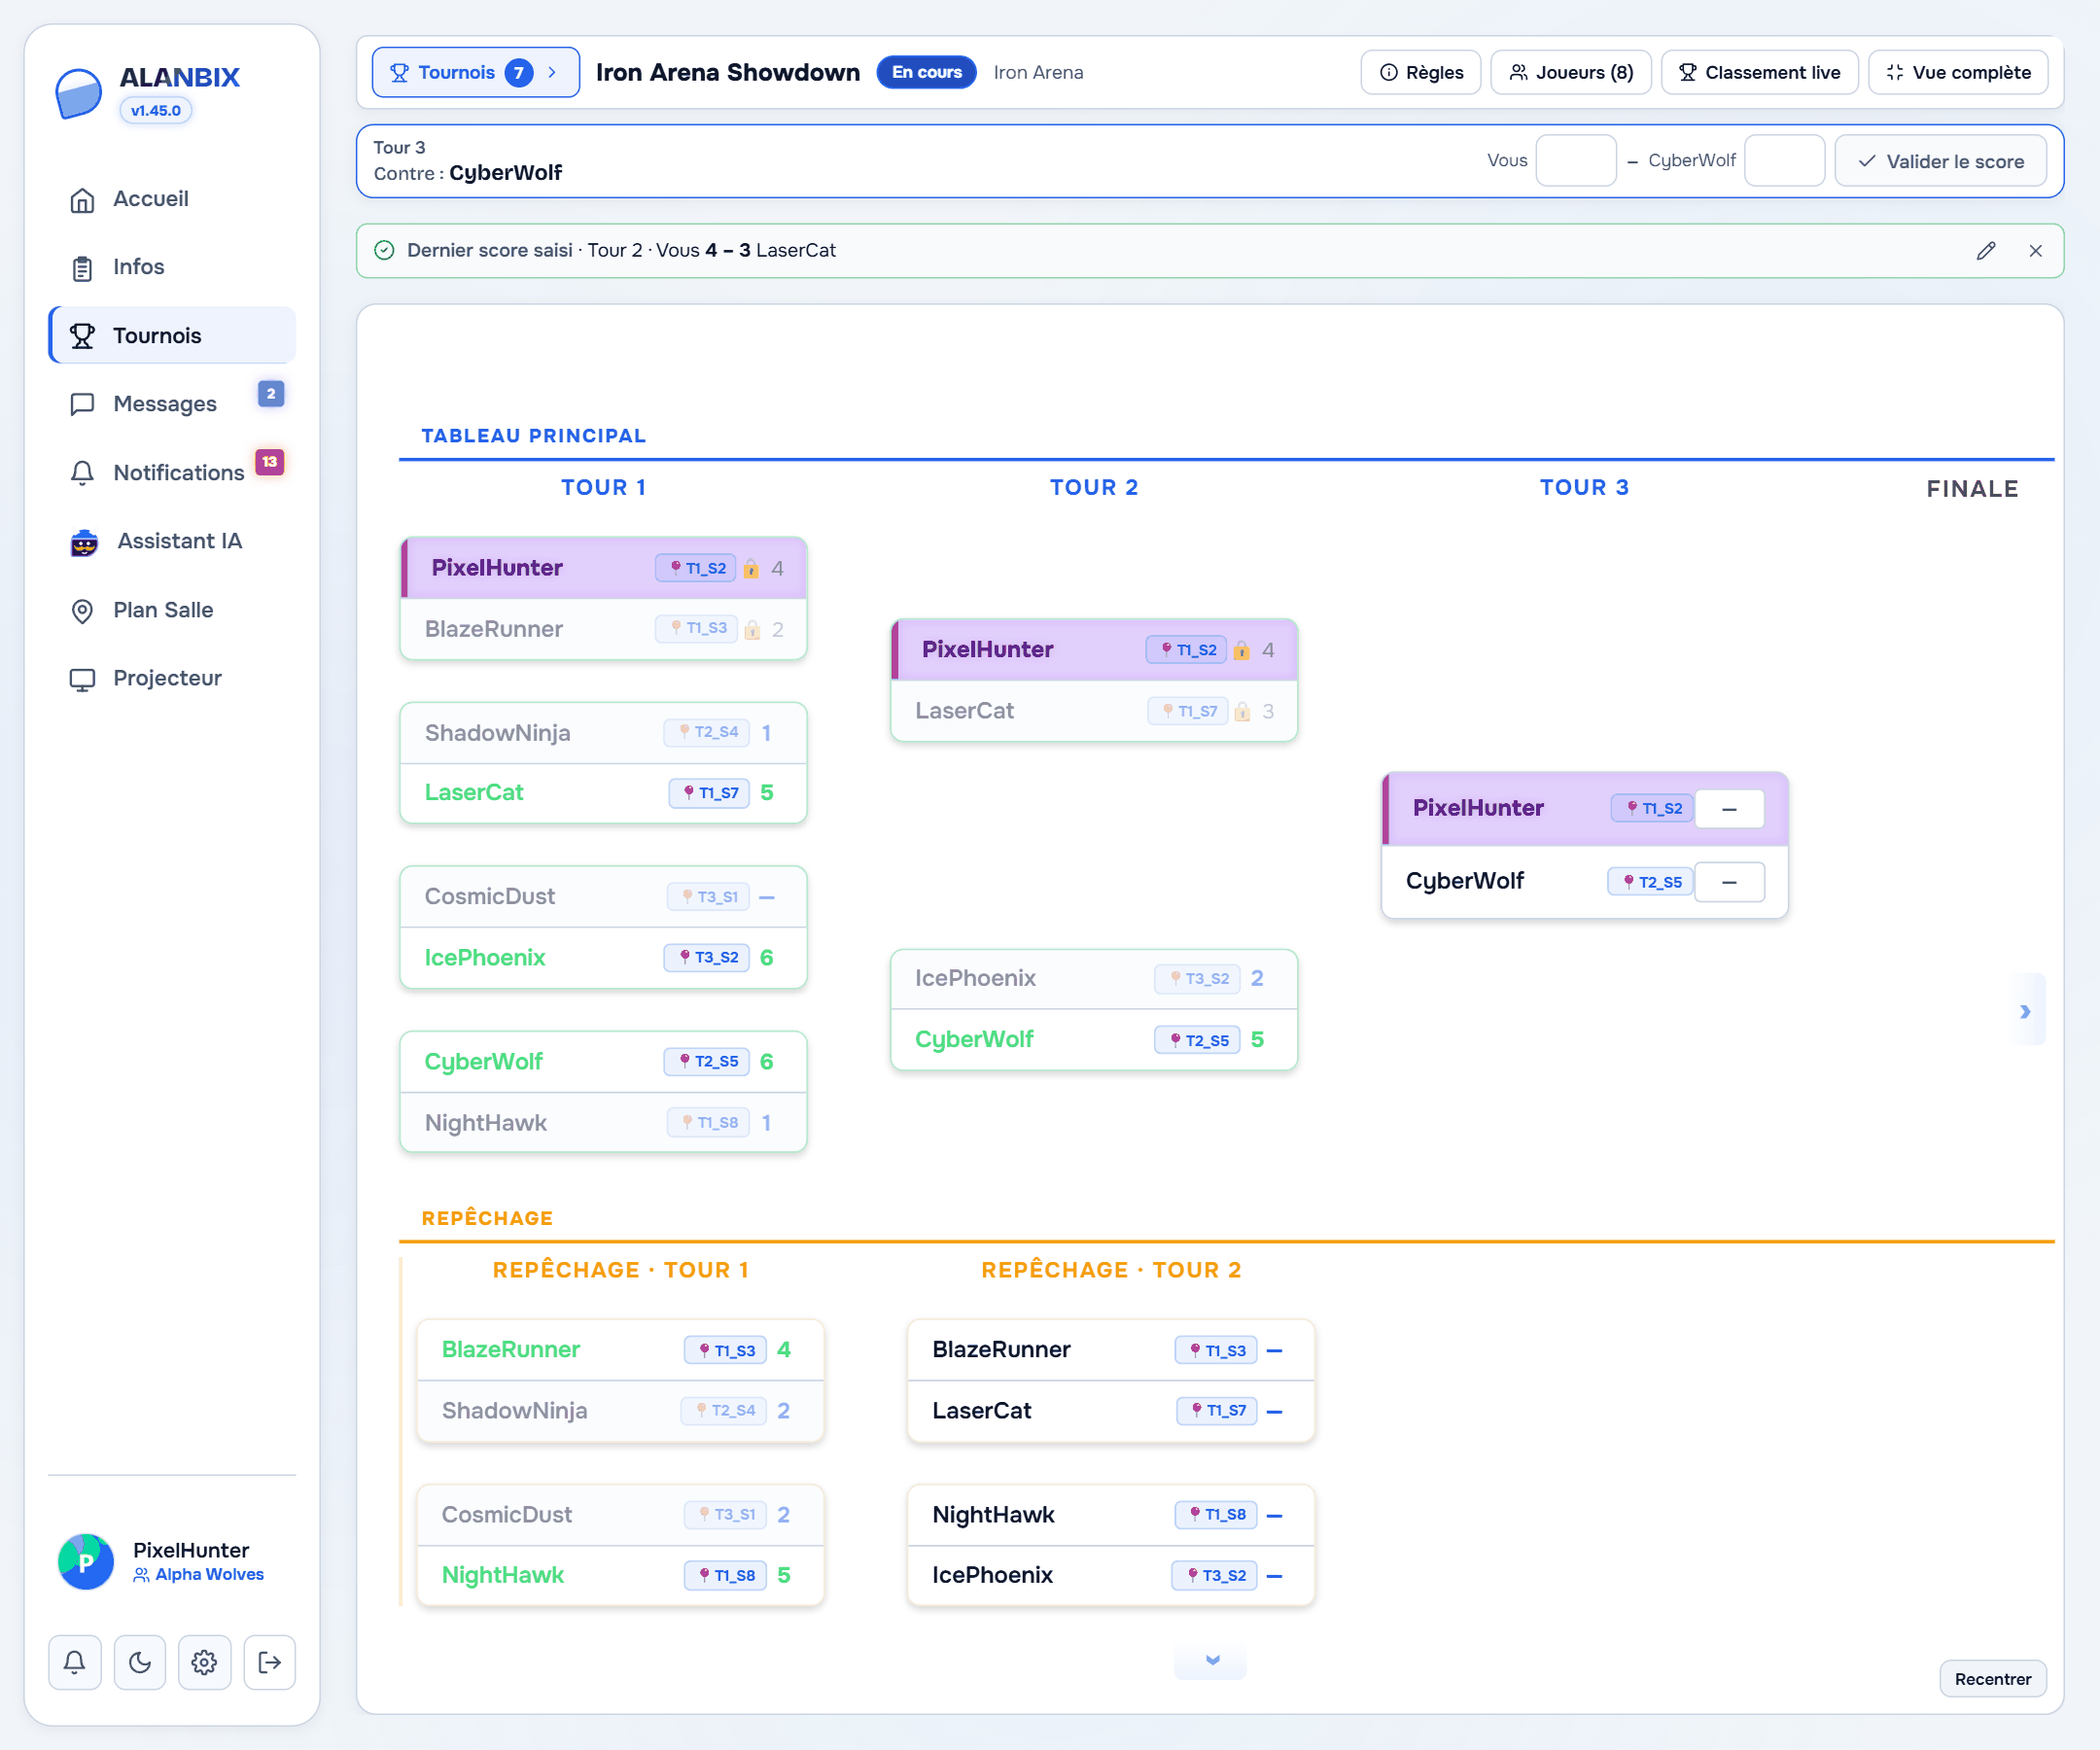 ALANBIX
v1.45.0
Accueil
Infos
Tournois
Messages
2
Notifications
13
Assistant IA
Plan Salle
Projecteur
PixelHunter
Alpha Wolves
Tournois 7
Iron Arena Showdown
En cours
Iron Arena
Règles
Joueurs (8)
Classement live
Vue complète
Tour 3
Contre : CyberWolf
Vous – CyberWolf
Valider le score
Dernier score saisi · Tour 2 · Vous 4 – 3 LaserCat
TABLEAU PRINCIPAL
TOUR 1
TOUR 2
TOUR 3
FINALE
PixelHunter T1_S2 4
BlazeRunner T1_S3 2
ShadowNinja T2_S4 1
LaserCat T1_S7 5
CosmicDust T3_S1 –
IcePhoenix T3_S2 6
CyberWolf T2_S5 6
NightHawk T1_S8 1
PixelHunter T1_S2 4
LaserCat T1_S7 3
IcePhoenix T3_S2 2
CyberWolf T2_S5 5
PixelHunter T1_S2 –
CyberWolf T2_S5 –
REPÊCHAGE
REPÊCHAGE · TOUR 1
REPÊCHAGE · TOUR 2
BlazeRunner T1_S3 4
ShadowNinja T2_S4 2
CosmicDust T3_S1 2
NightHawk T1_S8 5
BlazeRunner T1_S3 –
LaserCat T1_S7 –
NightHawk T1_S8 –
IcePhoenix T3_S2 –
Recentrer